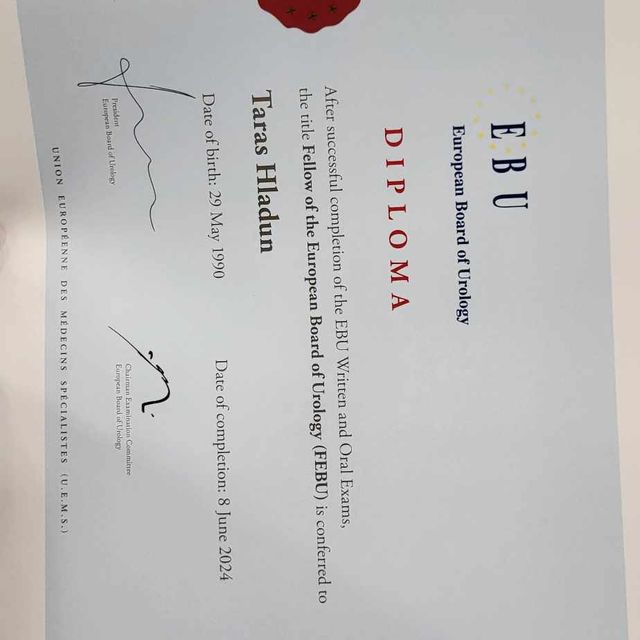 EBU
European Board of Urology
DIPLOMA
After successful completion of the EBU Written and Oral Exams,
the title Fellow of the European Board of Urology (FEBU) is conferred to
Taras Hladun
Date of birth: 29 May 1990
Date of completion: 8 June 2024
President
European Board of Urology
Chairman Examination Committee
European Board of Urology
UNION EUROPÉENNE DES MÉDECINS SPÉCIALISTES (U.E.M.S.)